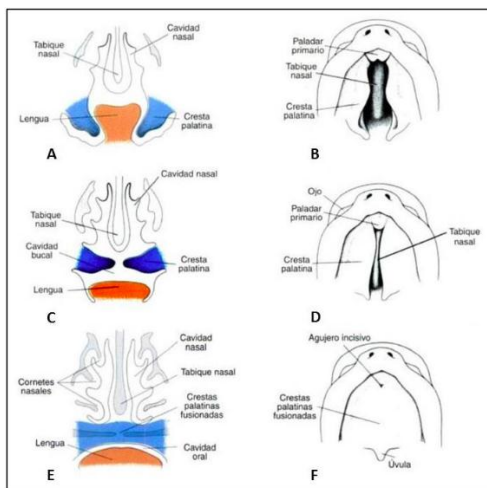 Tabique
nasal
Cavidad
nasal
Lengua
Cresta
palatina
A
Paladar
primario
Tabique
nasal
Cresta
palatina
B
Cavidad nasal
Tabique
nasal
Cavidad
bucal
Cresta
palatina
Lengua
C
Ojo
Paladar
primario
Tabique
nasal
Cresta
palatina
D
Cavidad
nasal
Cornetes
nasales
Tabique nasal
Crestas
palatinas
fusionadas
Lengua
Cavidad
oral
E
Agujero incisivo
Crestas
palatinas
fusionadas
Úvula
F